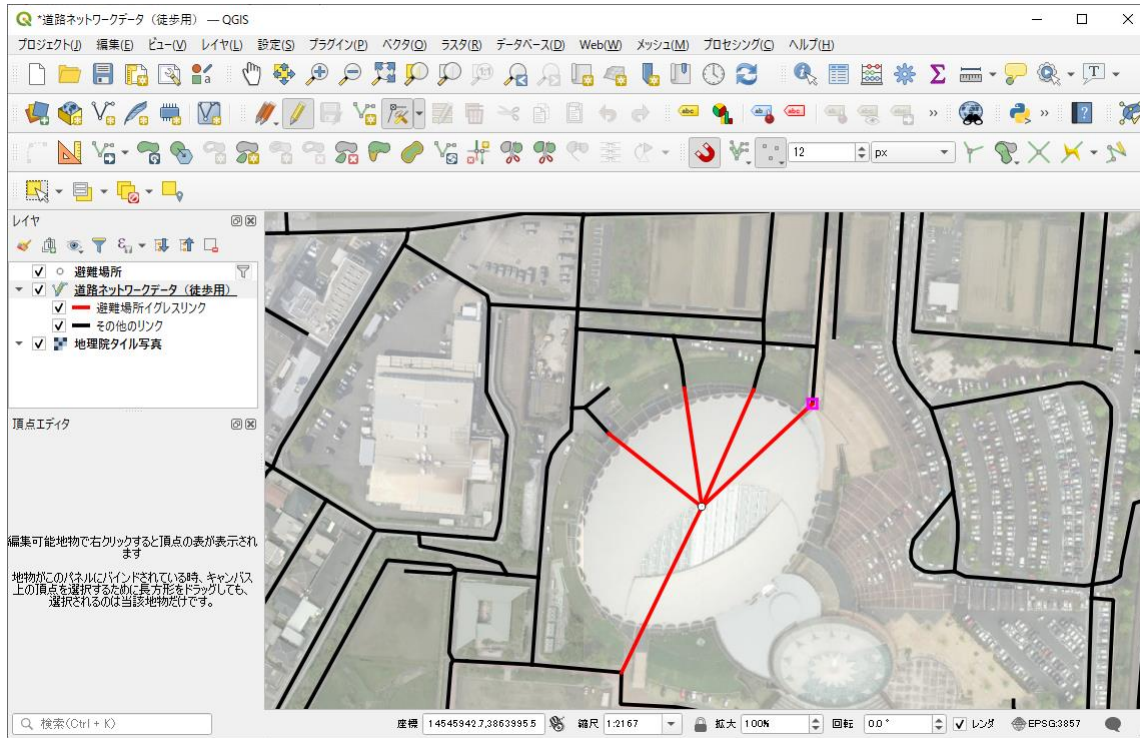 *道路ネットワークデータ（徒歩用） — QGIS
プロジェクト(J) 編集(E) ビュー(V) レイヤ(L) 設定(S) プラグイン(P) ベクタ(O) ラスタ(R) データベース(D) Web(W) メッシュ(M) プロセシング(C) ヘルプ(H)
12 px
レイヤ
避難場所
道路ネットワークデータ（徒歩用）
避難場所イグレスリンク
その他のリンク
地理院タイル写真
頂点エディタ
編集可能地物で右クリックすると頂点の表が表示され
ます
地物がこのパネルにバインドされている時、キャンバス
上の頂点を選択するために長方形をドラッグしても、
選択されるのは当該地物だけです。
検索(Ctrl + K) 座標 14545942.7,3863995.5 縮尺 1:2167 拡大 100% 回転 0.0 ° レンダ EPSG:3857